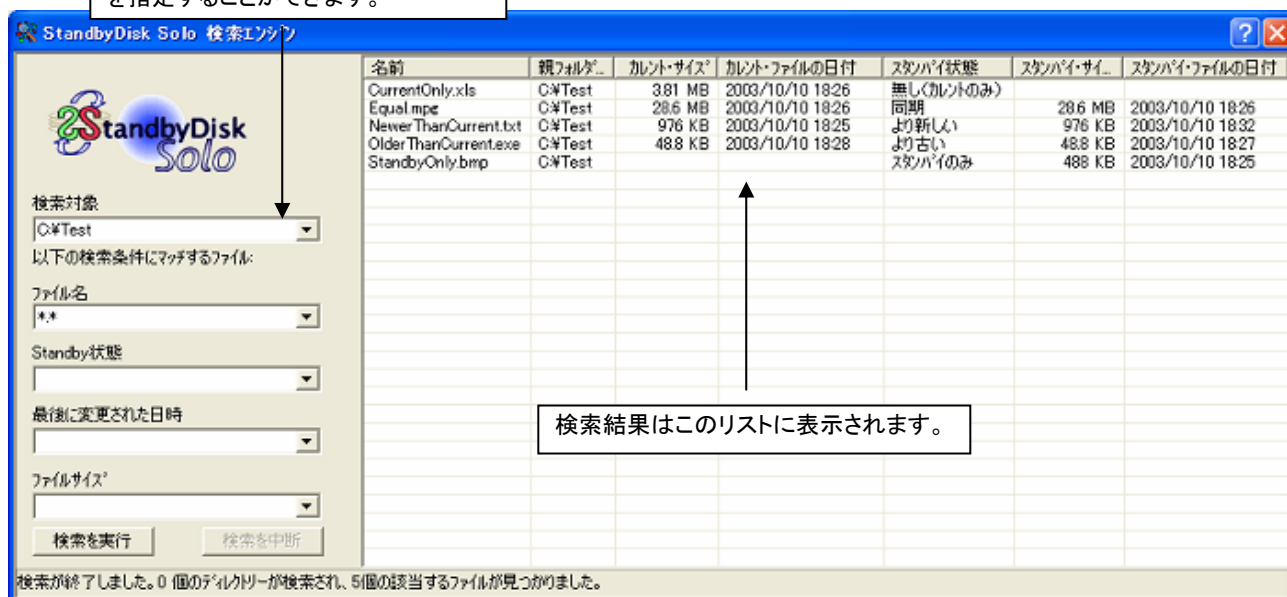 を指定することができます。
StandbyDisk Solo 検索エンジン
StandbyDisk
Solo
検索対象
C:¥Test
以下の検索条件にマッチするファイル:
ファイル名
*.*
Standby状態
最後に変更された日時
ファイルサイズ
検索を実行 検索を中断
名前 親フォルダ... カレント・サイズ カレント・ファイルの日付 スタンバイ状態 スタンバイ・サイ... スタンバイ・ファイルの日付
CurrentOnly.xls C:¥Test 3.81 MB 2003/10/10 18:26 無し(カレントのみ)
Equal.mpg C:¥Test 28.6 MB 2003/10/10 18:26 同期 28.6 MB 2003/10/10 18:26
NewerThanCurrent.txt C:¥Test 976 KB 2003/10/10 18:25 より新しい 976 KB 2003/10/10 18:32
OlderThanCurrent.exe C:¥Test 48.8 KB 2003/10/10 18:28 より古い 48.8 KB 2003/10/10 18:27
StandbyOnly.bmp C:¥Test スタンバイのみ 488 KB 2003/10/10 18:25
検索結果はこのリストに表示されます。
検索が終了しました。0 個のディレクトリーが検索され、5個の該当するファイルが見つかりました。